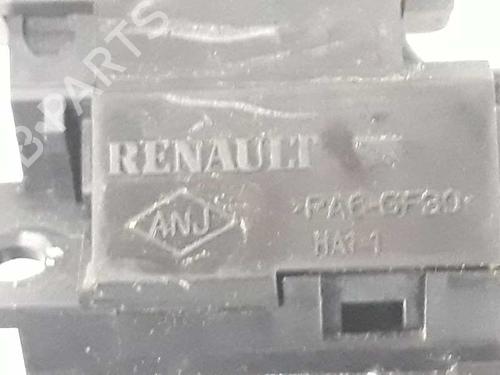 B-PARTS
RENAULT
ANJ
>PA6-GF30<
HA1-1